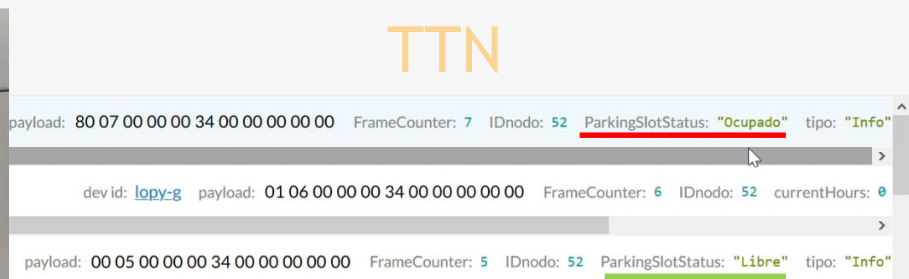 TTN
payload: 80 07 00 00 00 34 00 00 00 00 00 FrameCounter: 7 IDnodo: 52 ParkingSlotStatus: "Ocupado" tipo: "Info"
dev id: lopy-g payload: 01 06 00 00 00 34 00 00 00 00 00 FrameCounter: 6 IDnodo: 52 currentHours: 0
payload: 00 05 00 00 00 34 00 00 00 00 00 FrameCounter: 5 IDnodo: 52 ParkingSlotStatus: "Libre" tipo: "Info"